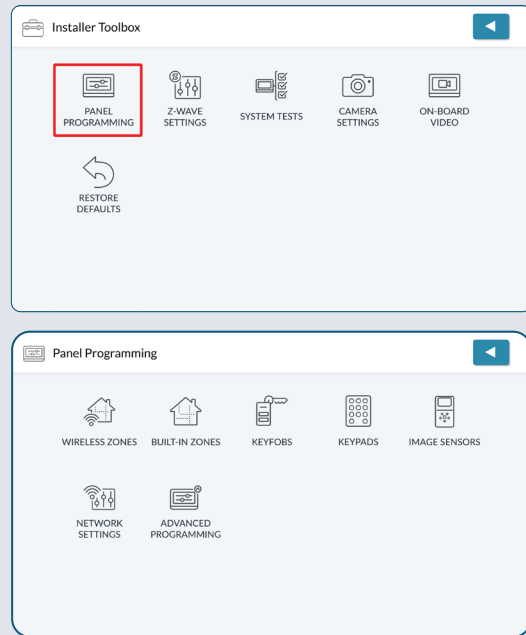 Installer Toolbox
PANEL
PROGRAMMING
Z-WAVE
SETTINGS
SYSTEM TESTS
CAMERA
SETTINGS
ON-BOARD
VIDEO
RESTORE
DEFAULTS
Panel Programming
WIRELESS ZONES
BUILT-IN ZONES
KEYFOBS
KEYPADS
IMAGE SENSORS
NETWORK
SETTINGS
ADVANCED
PROGRAMMING